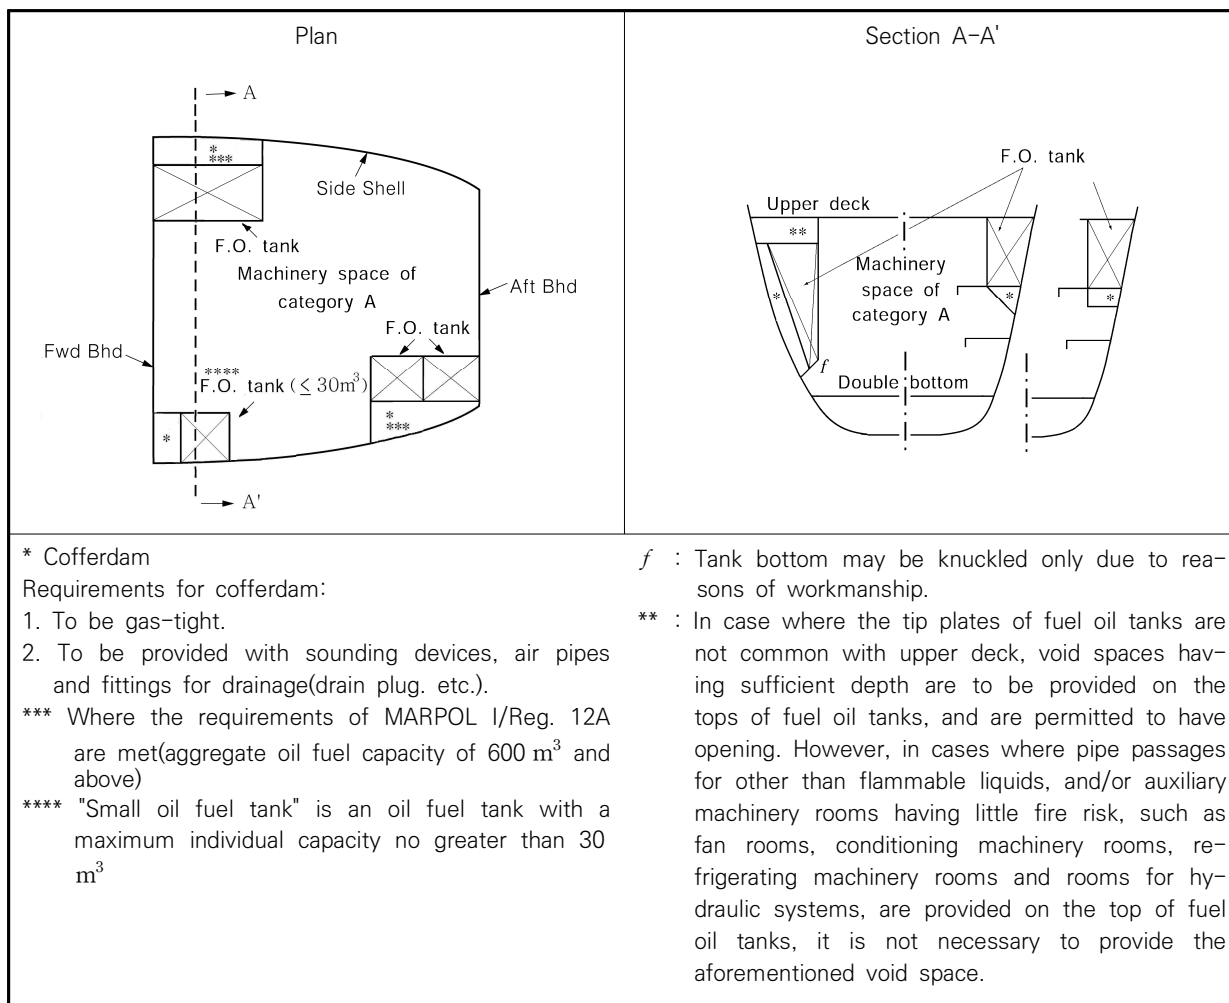 Plan
A
*
***
Side Shell
F.O. tank
Machinery space of
category A
Aft Bhd
F.O. tank
Fwd Bhd
****
F.O. tank (≤ 30m³)
*
*
***
A'
Section A-A'
F.O. tank
Upper deck
**
Machinery
space of
category A
*
*
*
f
Double bottom
* Cofferdam
Requirements for cofferdam:
1. To be gas-tight.
2. To be provided with sounding devices, air pipes
and fittings for drainage(drain plug. etc.).
*** Where the requirements of MARPOL I/Reg. 12A
are met(aggregate oil fuel capacity of 600 m³ and
above)
**** "Small oil fuel tank" is an oil fuel tank with a
maximum individual capacity no greater than 30
m³
f : Tank bottom may be knuckled only due to rea-
sons of workmanship.
** : In case where the tip plates of fuel oil tanks are
not common with upper deck, void spaces hav-
ing sufficient depth are to be provided on the
tops of fuel oil tanks, and are permitted to have
opening. However, in cases where pipe passages
for other than flammable liquids, and/or auxiliary
machinery rooms having little fire risk, such as
fan rooms, conditioning machinery rooms, re-
frigerating machinery rooms and rooms for hy-
draulic systems, are provided on the top of fuel
oil tanks, it is not necessary to provide the
aforementioned void space.